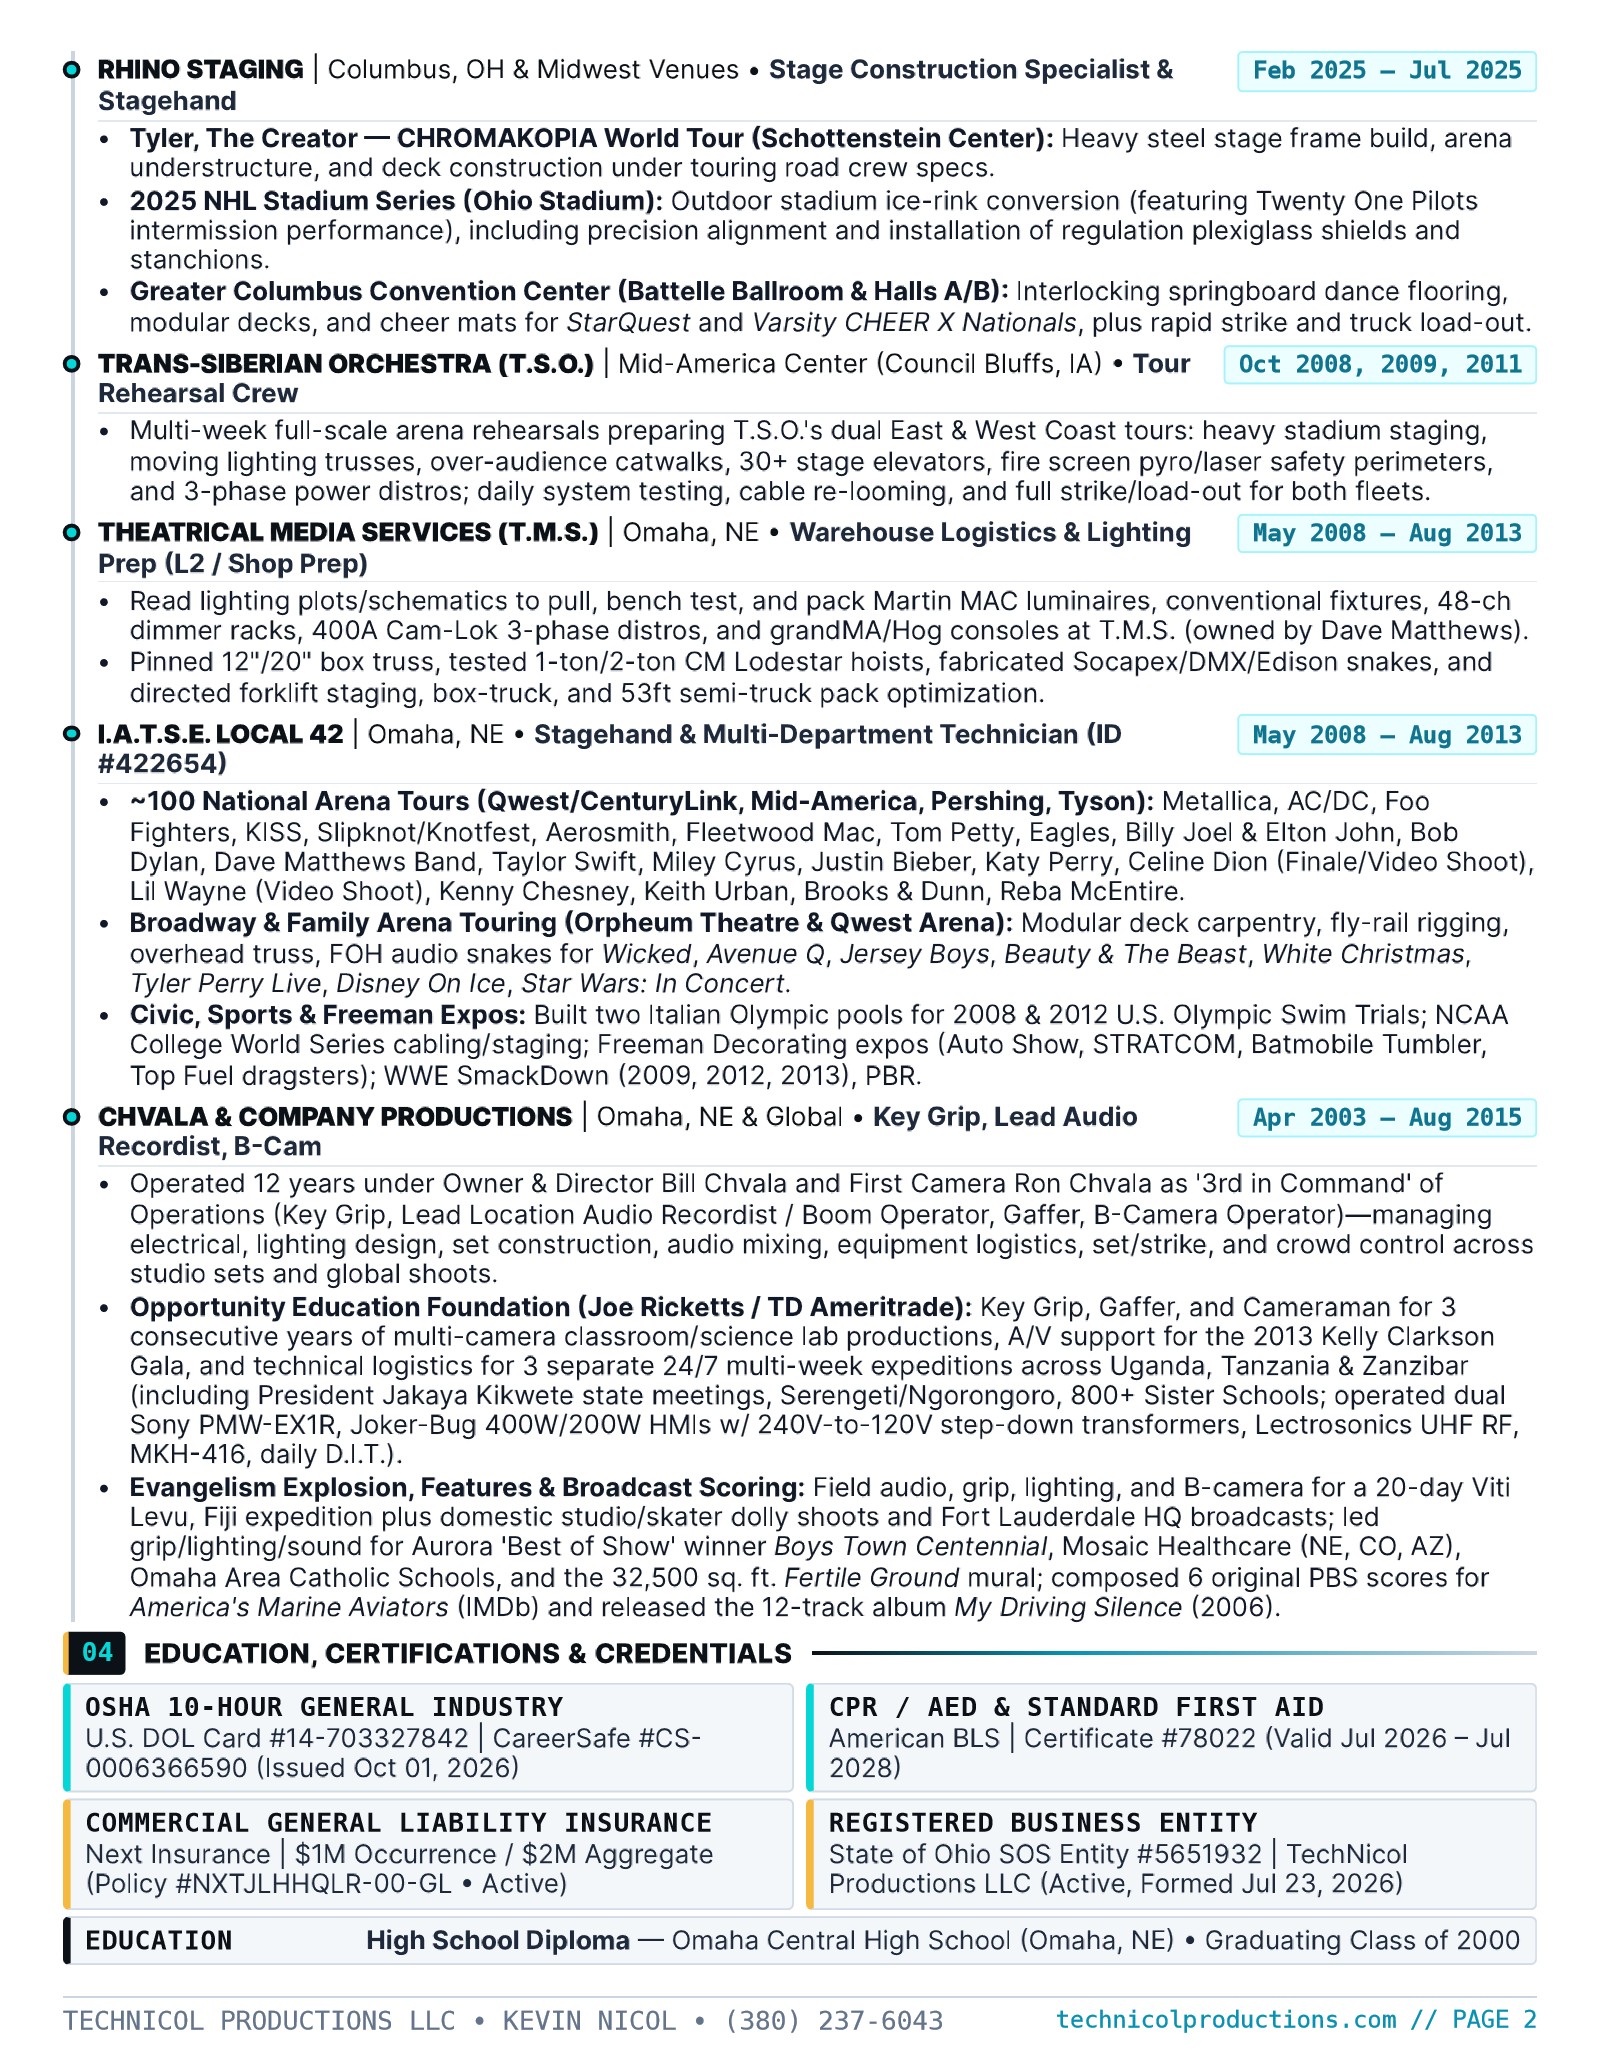 RHINO STAGING | Columbus, OH & Midwest Venues • Stage Construction Specialist & Feb 2025 – Jul 2025
Stagehand
• Tyler, The Creator — CHROMAKOPIA World Tour (Schottenstein Center): Heavy steel stage frame build, arena
understructure, and deck construction under touring road crew specs.
• 2025 NHL Stadium Series (Ohio Stadium): Outdoor stadium ice-rink conversion (featuring Twenty One Pilots
intermission performance), including precision alignment and installation of regulation plexiglass shields and
stanchions.
• Greater Columbus Convention Center (Battelle Ballroom & Halls A/B): Interlocking springboard dance flooring,
modular decks, and cheer mats for StarQuest and Varsity CHEER X Nationals, plus rapid strike and truck load-out.
TRANS-SIBERIAN ORCHESTRA (T.S.O.) | Mid-America Center (Council Bluffs, IA) • Tour Oct 2008, 2009, 2011
Rehearsal Crew
• Multi-week full-scale arena rehearsals preparing T.S.O.'s dual East & West Coast tours: heavy stadium staging,
moving lighting trusses, over-audience catwalks, 30+ stage elevators, fire screen pyro/laser safety perimeters,
and 3-phase power distros; daily system testing, cable re-looming, and full strike/load-out for both fleets.
THEATRICAL MEDIA SERVICES (T.M.S.) | Omaha, NE • Warehouse Logistics & Lighting May 2008 – Aug 2013
Prep (L2 / Shop Prep)
• Read lighting plots/schematics to pull, bench test, and pack Martin MAC luminaires, conventional fixtures, 48-ch
dimmer racks, 400A Cam-Lok 3-phase distros, and grandMA/Hog consoles at T.M.S. (owned by Dave Matthews).
• Pinned 12"/20" box truss, tested 1-ton/2-ton CM Lodestar hoists, fabricated Socapex/DMX/Edison snakes, and
directed forklift staging, box-truck, and 53ft semi-truck pack optimization.
I.A.T.S.E. LOCAL 42 | Omaha, NE • Stagehand & Multi-Department Technician (ID May 2008 – Aug 2013
#422654)
• ~100 National Arena Tours (Qwest/CenturyLink, Mid-America, Pershing, Tyson): Metallica, AC/DC, Foo
Fighters, KISS, Slipknot/Knotfest, Aerosmith, Fleetwood Mac, Tom Petty, Eagles, Billy Joel & Elton John, Bob
Dylan, Dave Matthews Band, Taylor Swift, Miley Cyrus, Justin Bieber, Katy Perry, Celine Dion (Finale/Video Shoot),
Lil Wayne (Video Shoot), Kenny Chesney, Keith Urban, Brooks & Dunn, Reba McEntire.
• Broadway & Family Arena Touring (Orpheum Theatre & Qwest Arena): Modular deck carpentry, fly-rail rigging,
overhead truss, FOH audio snakes for Wicked, Avenue Q, Jersey Boys, Beauty & The Beast, White Christmas,
Tyler Perry Live, Disney On Ice, Star Wars: In Concert.
• Civic, Sports & Freeman Expos: Built two Italian Olympic pools for 2008 & 2012 U.S. Olympic Swim Trials; NCAA
College World Series cabling/staging; Freeman Decorating expos (Auto Show, STRATCOM, Batmobile Tumbler,
Top Fuel dragsters); WWE SmackDown (2009, 2012, 2013), PBR.
CHVALA & COMPANY PRODUCTIONS | Omaha, NE & Global • Key Grip, Lead Audio Apr 2003 – Aug 2015
Recordist, B-Cam
• Operated 12 years under Owner & Director Bill Chvala and First Camera Ron Chvala as '3rd in Command' of
Operations (Key Grip, Lead Location Audio Recordist / Boom Operator, Gaffer, B-Camera Operator)—managing
electrical, lighting design, set construction, audio mixing, equipment logistics, set/strike, and crowd control across
studio sets and global shoots.
• Opportunity Education Foundation (Joe Ricketts / TD Ameritrade): Key Grip, Gaffer, and Cameraman for 3
consecutive years of multi-camera classroom/science lab productions, A/V support for the 2013 Kelly Clarkson
Gala, and technical logistics for 3 separate 24/7 multi-week expeditions across Uganda, Tanzania & Zanzibar
(including President Jakaya Kikwete state meetings, Serengeti/Ngorongoro, 800+ Sister Schools; operated dual
Sony PMW-EX1R, Joker-Bug 400W/200W HMIs w/ 240V-to-120V step-down transformers, Lectrosonics UHF RF,
MKH-416, daily D.I.T.).
• Evangelism Explosion, Features & Broadcast Scoring: Field audio, grip, lighting, and B-camera for a 20-day Viti
Levu, Fiji expedition plus domestic studio/skater dolly shoots and Fort Lauderdale HQ broadcasts; led
grip/lighting/sound for Aurora 'Best of Show' winner Boys Town Centennial, Mosaic Healthcare (NE, CO, AZ),
Omaha Area Catholic Schools, and the 32,500 sq. ft. Fertile Ground mural; composed 6 original PBS scores for
America's Marine Aviators (IMDb) and released the 12-track album My Driving Silence (2006).
04 EDUCATION, CERTIFICATIONS & CREDENTIALS
OSHA 10-HOUR GENERAL INDUSTRY
U.S. DOL Card #14-703327842 | CareerSafe #CS-
0006366590 (Issued Oct 01, 2026)
CPR / AED & STANDARD FIRST AID
American BLS | Certificate #78022 (Valid Jul 2026 – Jul
2028)
COMMERCIAL GENERAL LIABILITY INSURANCE
Next Insurance | $1M Occurrence / $2M Aggregate
(Policy #NXTJLHHQLR-00-GL • Active)
REGISTERED BUSINESS ENTITY
State of Ohio SOS Entity #5651932 | TechNicol
Productions LLC (Active, Formed Jul 23, 2026)
EDUCATION High School Diploma — Omaha Central High School (Omaha, NE) • Graduating Class of 2000
TECHNICOL PRODUCTIONS LLC • KEVIN NICOL • (380) 237-6043 technicolproductions.com // PAGE 2